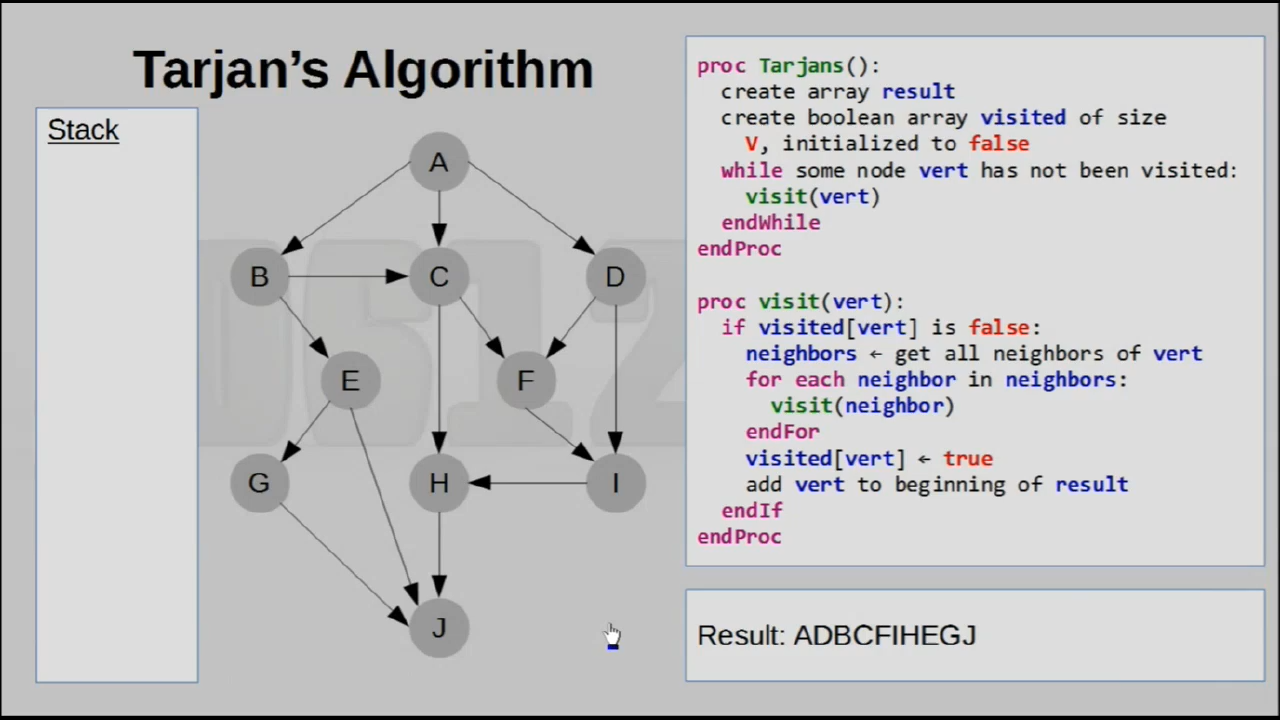 Tarjan's Algorithm
Stack
A
B
C
D
E
F
G
H
I
J
proc Tarjans():
create array result
create boolean array visited of size
V, initialized to false
while some node vert has not been visited:
visit(vert)
endWhile
endProc
proc visit(vert):
if visited[vert] is false:
neighbors ← get all neighbors of vert
for each neighbor in neighbors:
visit(neighbor)
endFor
visited[vert] ← true
add vert to beginning of result
endIf
endProc
Result: ADBCFIHEGJ